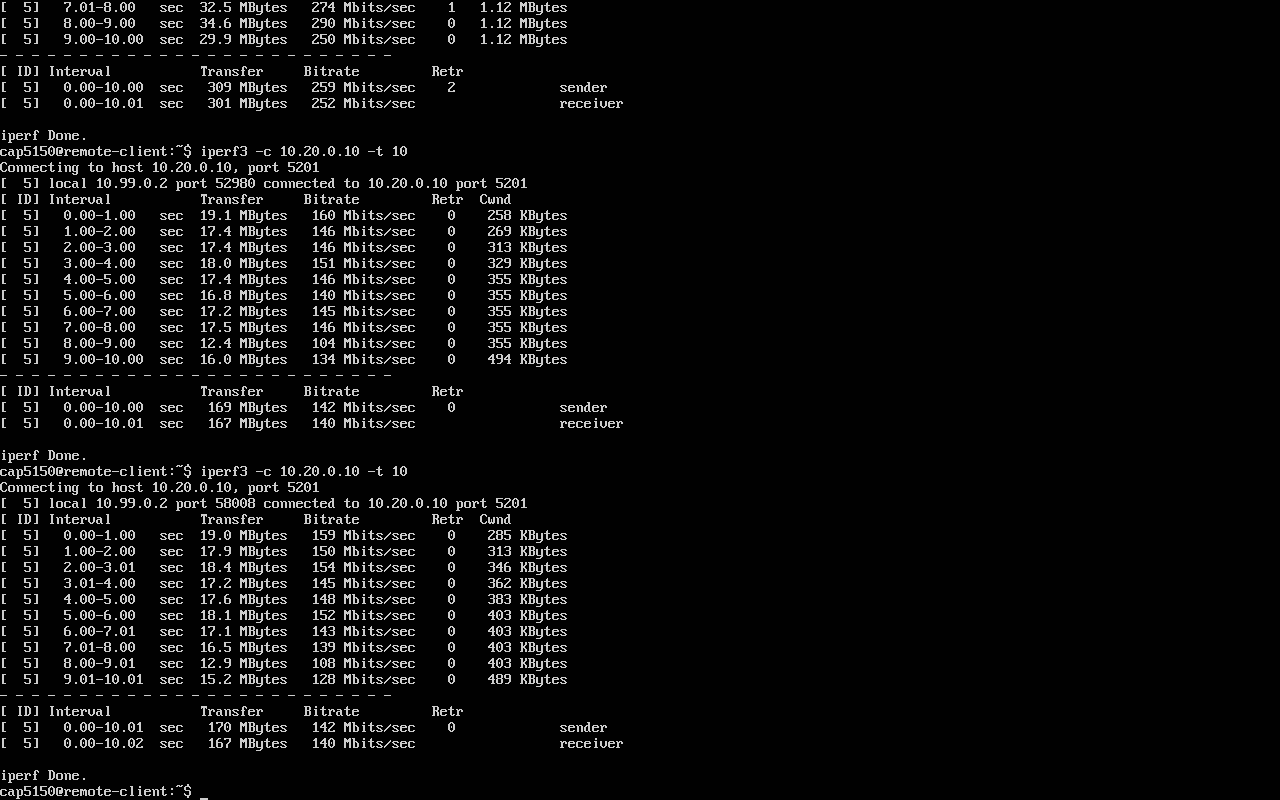 [  5]   7.01-8.00   sec  32.5 MBytes   274 Mbits/sec    1   1.12 MBytes
[  5]   8.00-9.00   sec  34.6 MBytes   290 Mbits/sec    0   1.12 MBytes
[  5]   9.00-10.00  sec  29.9 MBytes   250 Mbits/sec    0   1.12 MBytes
- - - - - - - - - - - - - - - - - - - - - - - - -
[ ID] Interval           Transfer     Bitrate         Retr
[  5]   0.00-10.00  sec   309 MBytes   259 Mbits/sec    2             sender
[  5]   0.00-10.01  sec   301 MBytes   252 Mbits/sec                  receiver

iperf Done.
cap5150@remote-client:~$ iperf3 -c 10.20.0.10 -t 10
Connecting to host 10.20.0.10, port 5201
[  5] local 10.99.0.2 port 52980 connected to 10.20.0.10 port 5201
[ ID] Interval           Transfer     Bitrate         Retr  Cwnd
[  5]   0.00-1.00   sec  19.1 MBytes   160 Mbits/sec    0    258 KBytes
[  5]   1.00-2.00   sec  17.4 MBytes   146 Mbits/sec    0    269 KBytes
[  5]   2.00-3.00   sec  17.4 MBytes   146 Mbits/sec    0    313 KBytes
[  5]   3.00-4.00   sec  18.0 MBytes   151 Mbits/sec    0    329 KBytes
[  5]   4.00-5.00   sec  17.4 MBytes   146 Mbits/sec    0    355 KBytes
[  5]   5.00-6.00   sec  16.8 MBytes   140 Mbits/sec    0    355 KBytes
[  5]   6.00-7.00   sec  17.2 MBytes   145 Mbits/sec    0    355 KBytes
[  5]   7.00-8.00   sec  17.5 MBytes   146 Mbits/sec    0    355 KBytes
[  5]   8.00-9.00   sec  12.4 MBytes   104 Mbits/sec    0    355 KBytes
[  5]   9.00-10.00  sec  16.0 MBytes   134 Mbits/sec    0    494 KBytes
- - - - - - - - - - - - - - - - - - - - - - - - -
[ ID] Interval           Transfer     Bitrate         Retr
[  5]   0.00-10.00  sec   169 MBytes   142 Mbits/sec    0             sender
[  5]   0.00-10.01  sec   167 MBytes   140 Mbits/sec                  receiver

iperf Done.
cap5150@remote-client:~$ iperf3 -c 10.20.0.10 -t 10
Connecting to host 10.20.0.10, port 5201
[  5] local 10.99.0.2 port 58008 connected to 10.20.0.10 port 5201
[ ID] Interval           Transfer     Bitrate         Retr  Cwnd
[  5]   0.00-1.00   sec  19.0 MBytes   159 Mbits/sec    0    285 KBytes
[  5]   1.00-2.00   sec  17.9 MBytes   150 Mbits/sec    0    313 KBytes
[  5]   2.00-3.01   sec  18.4 MBytes   154 Mbits/sec    0    346 KBytes
[  5]   3.01-4.00   sec  17.2 MBytes   145 Mbits/sec    0    362 KBytes
[  5]   4.00-5.00   sec  17.6 MBytes   148 Mbits/sec    0    383 KBytes
[  5]   5.00-6.00   sec  18.1 MBytes   152 Mbits/sec    0    403 KBytes
[  5]   6.00-7.01   sec  17.1 MBytes   143 Mbits/sec    0    403 KBytes
[  5]   7.01-8.00   sec  16.5 MBytes   139 Mbits/sec    0    403 KBytes
[  5]   8.00-9.01   sec  12.9 MBytes   108 Mbits/sec    0    403 KBytes
[  5]   9.01-10.01  sec  15.2 MBytes   128 Mbits/sec    0    489 KBytes
- - - - - - - - - - - - - - - - - - - - - - - - -
[ ID] Interval           Transfer     Bitrate         Retr
[  5]   0.00-10.01  sec   170 MBytes   142 Mbits/sec    0             sender
[  5]   0.00-10.02  sec   167 MBytes   140 Mbits/sec                  receiver

iperf Done.
cap5150@remote-client:~$ _